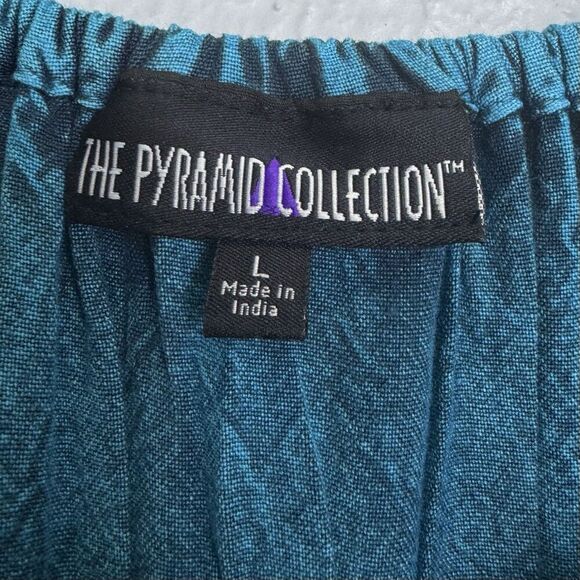 THE PYRAMID COLLECTION™
L
Made in
India